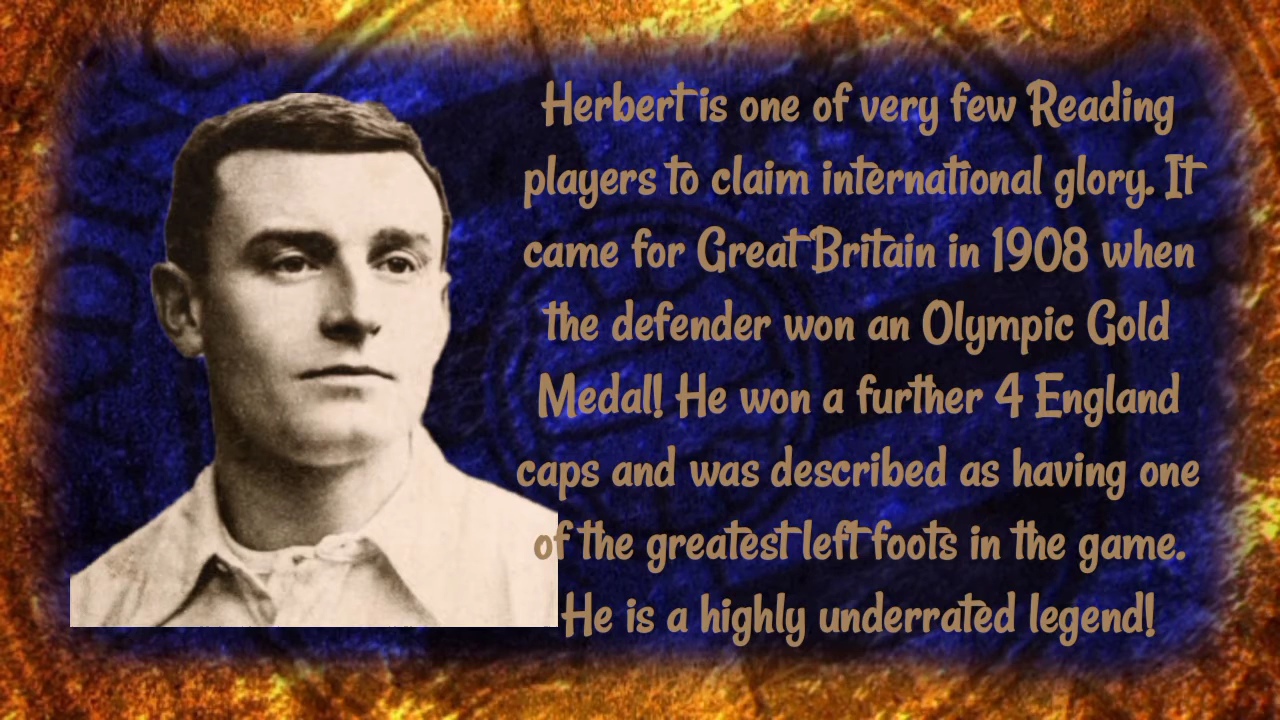 Herbert is one of very few Reading
players to claim international glory. It
came for Great Britain in 1908 when
the defender won an Olympic Gold
Medal! He won a further 4 England
caps and was described as having one
of the greatest left foots in the game.
He is a highly underrated legend!